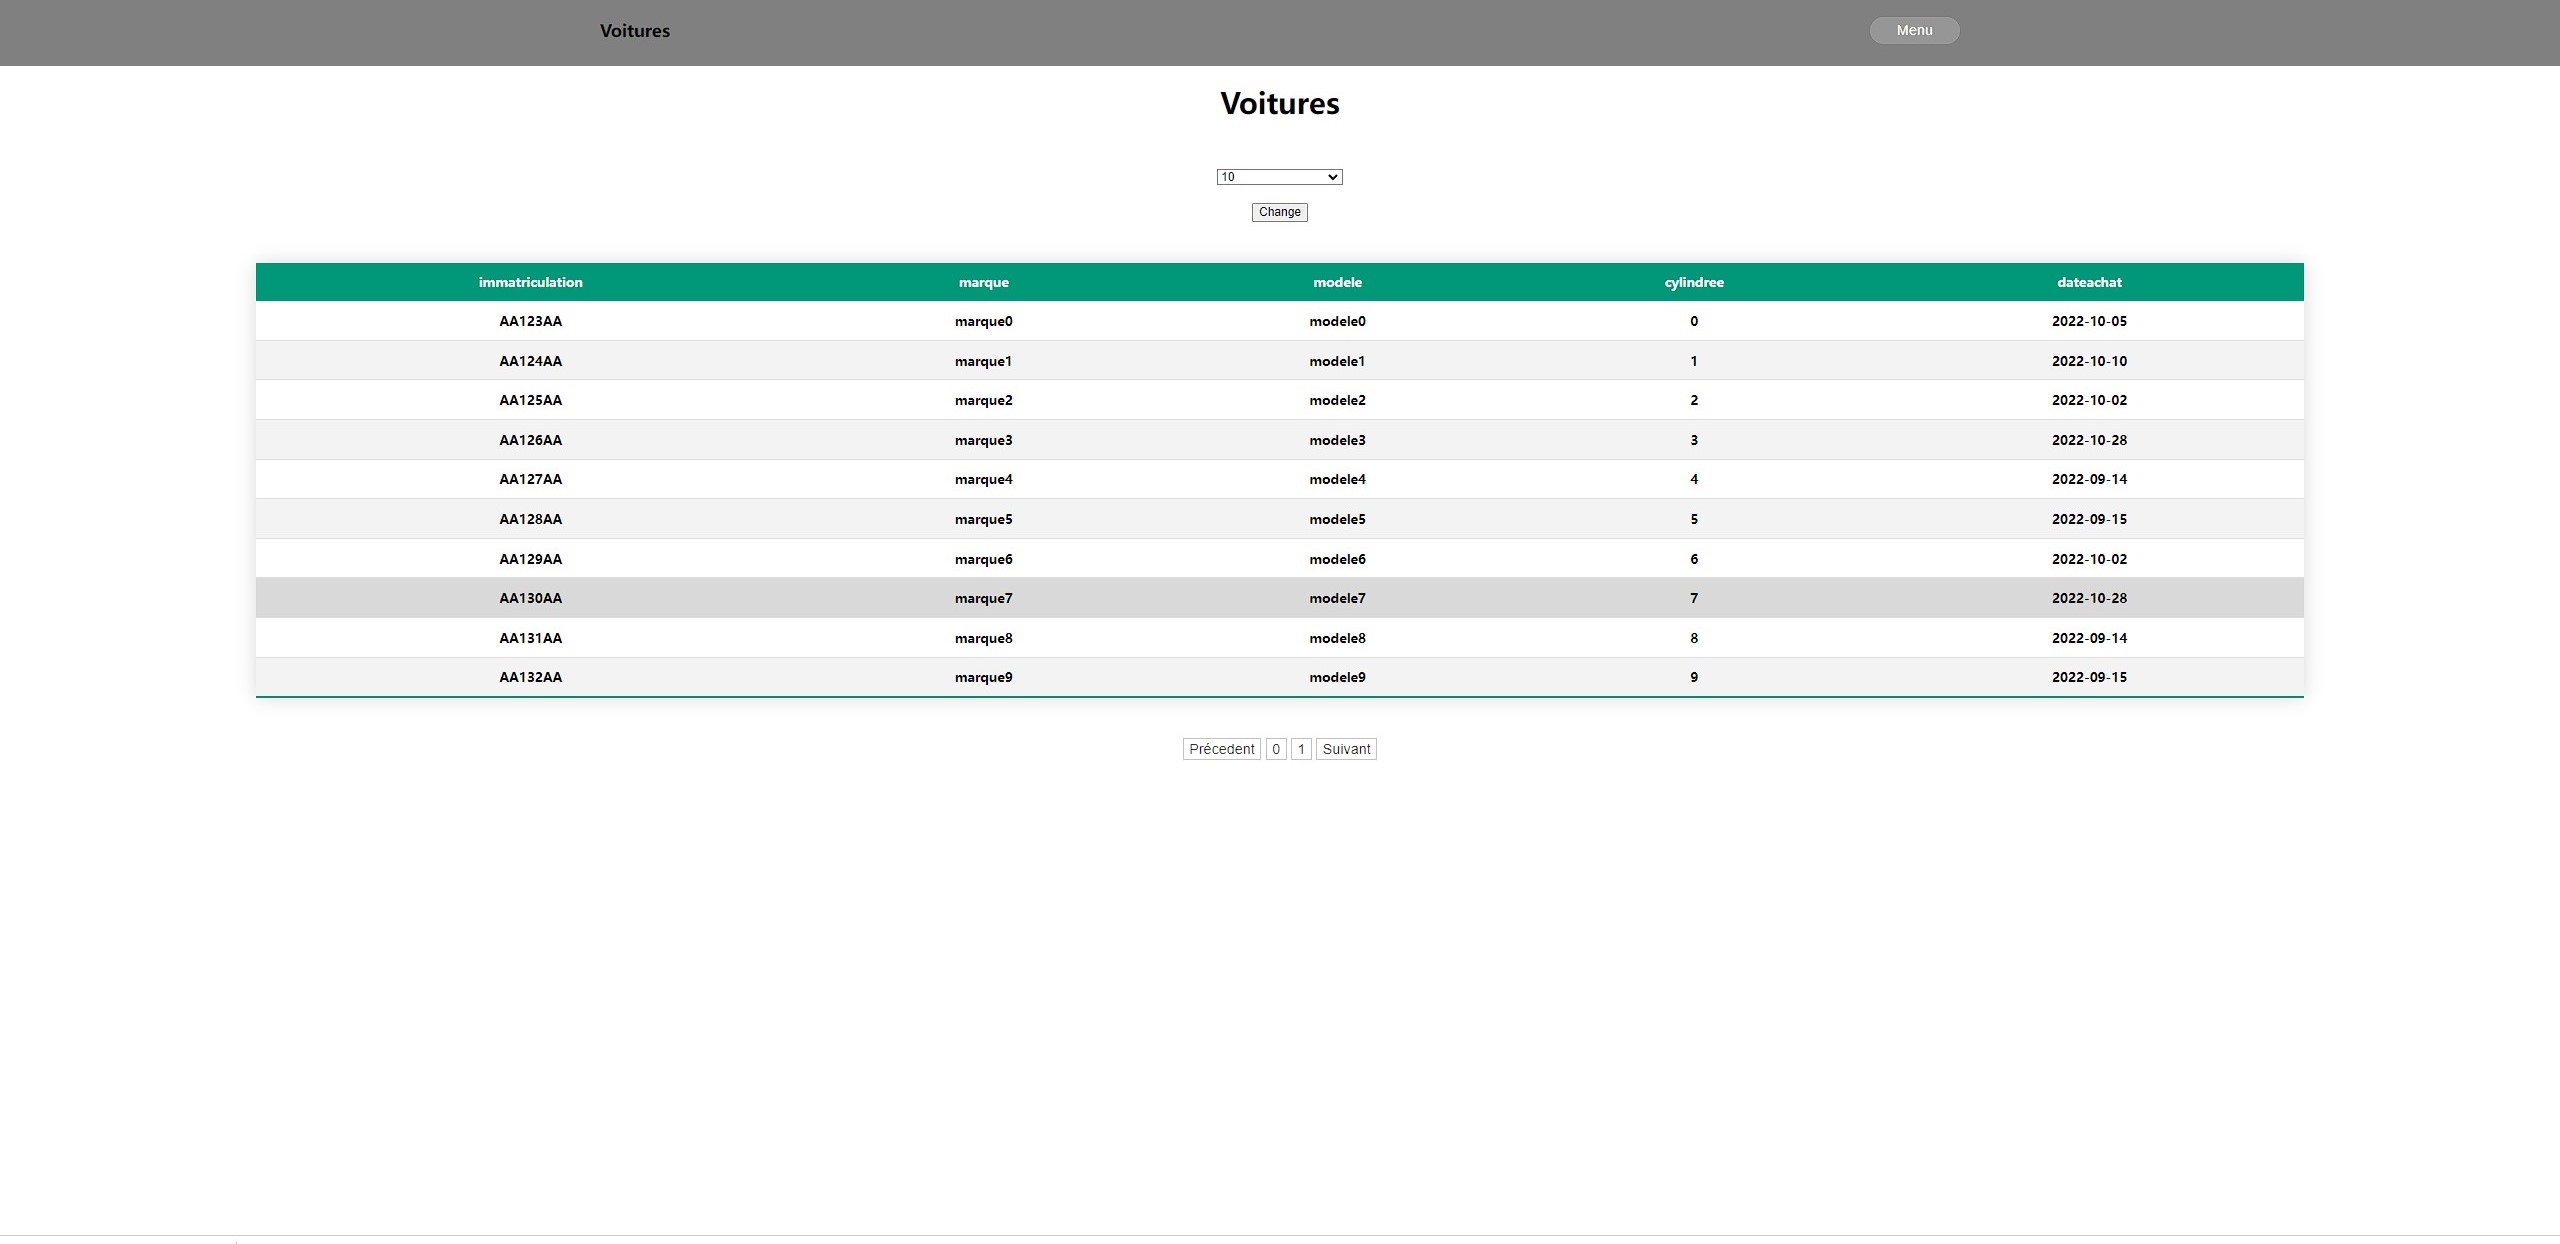 Voitures Menu
Voitures
10
Change
immatriculation marque modele cylindree dateachat
AA123AA marque0 modele0 0 2022-10-05
AA124AA marque1 modele1 1 2022-10-10
AA125AA marque2 modele2 2 2022-10-02
AA126AA marque3 modele3 3 2022-10-28
AA127AA marque4 modele4 4 2022-09-14
AA128AA marque5 modele5 5 2022-09-15
AA129AA marque6 modele6 6 2022-10-02
AA130AA marque7 modele7 7 2022-10-28
AA131AA marque8 modele8 8 2022-09-14
AA132AA marque9 modele9 9 2022-09-15
Précedent 0 1 Suivant